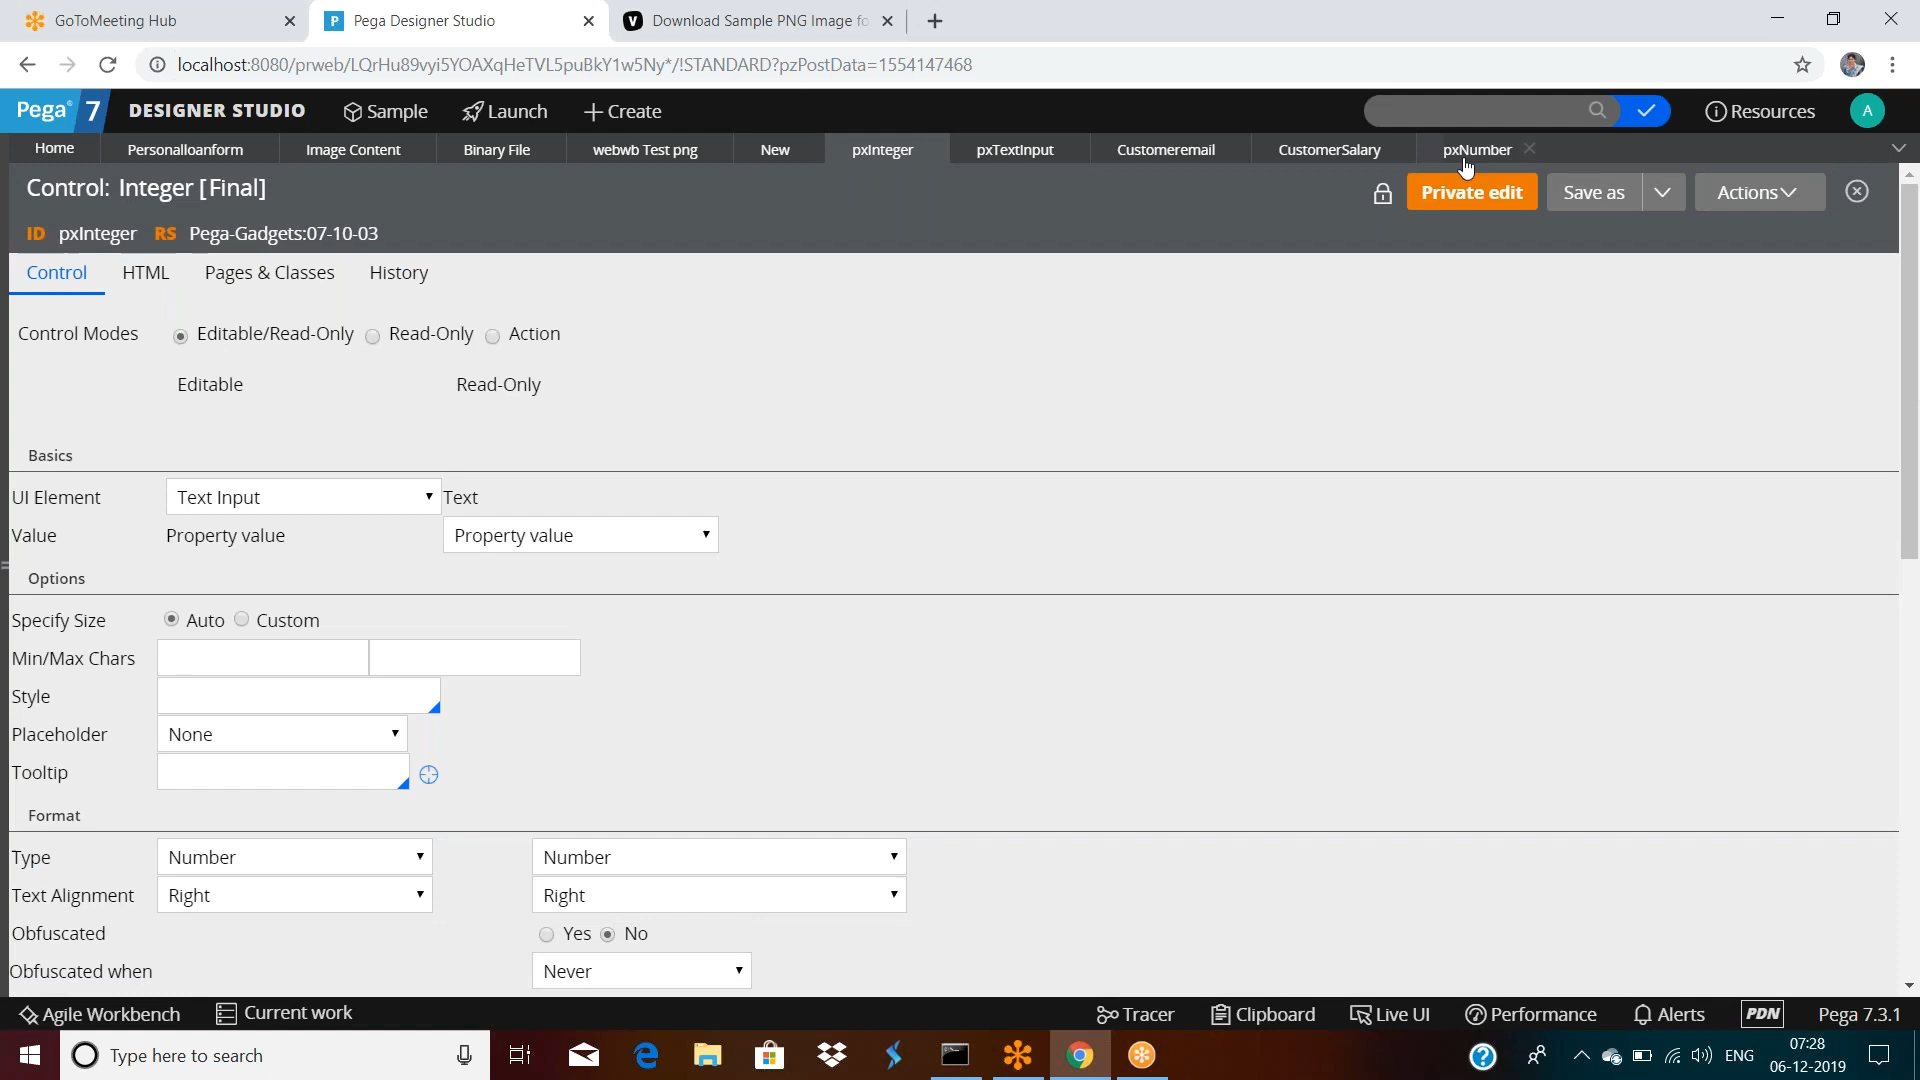 GoToMeeting Hub
Pega Designer Studio
Download Sample PNG Image fo
localhost:8080/prweb/LQrHu89vyi5YOAXqHeTVL5puBkY1w5Ny*/!STANDARD?pzPostData=1554147468
Pega 7 DESIGNER STUDIO Sample Launch Create Resources A
Home Personalloanform Image Content Binary File webwb Test png New pxInteger pxTextInput Customeremail CustomerSalary pxNumber
Control: Integer [Final]
Private edit Save as Actions
ID pxInteger RS Pega-Gadgets:07-10-03
Control HTML Pages & Classes History
Control Modes Editable/Read-Only Read-Only Action
Editable Read-Only
Basics
UI Element Text Input Text
Value Property value Property value
Options
Specify Size Auto Custom
Min/Max Chars
Style
Placeholder None
Tooltip
Format
Type Number Number
Text Alignment Right Right
Obfuscated Yes No
Obfuscated when Never
Agile Workbench Current work Tracer Clipboard Live UI Performance Alerts PDN Pega 7.3.1
Type here to search
ENG
07:28
06-12-2019